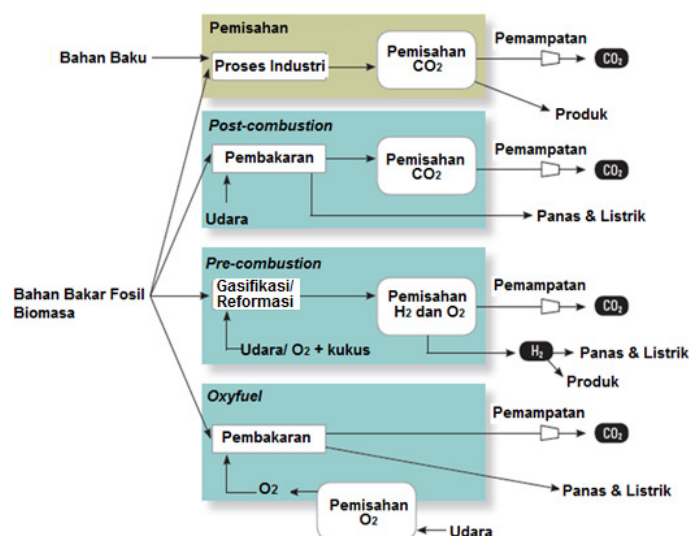 Pemisahan
Bahan Baku
Proses Industri
Pemisahan
CO2
Pemampatan
CO2
Produk
Post-combustion
Pembakaran
Pemisahan
CO2
Pemampatan
CO2
Udara
Panas & Listrik
Pre-combustion
Bahan Bakar Fosil
Biomasa
Gasifikasi/
Reformasi
Pemisahan
H2 dan O2
Pemampatan
CO2
Udara/ O2 + kukus
H2
Panas & Listrik
Produk
Oxyfuel
Pembakaran
Pemampatan
CO2
O2
Pemisahan
O2
Panas & Listrik
Udara